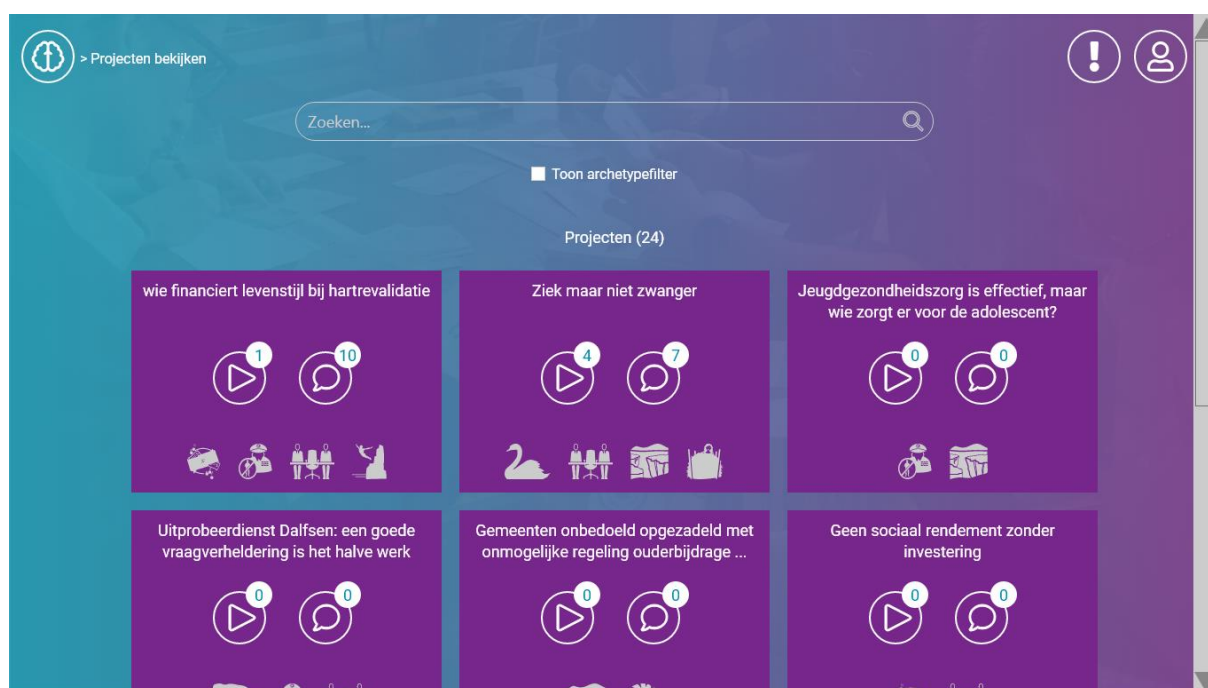 > Projecten bekijken
Zoeken...
Toon archetypefilter
Projecten (24)
wie financiert levenstijl bij hartrevalidatie
1 10
Ziek maar niet zwanger
4 7
Jeugdgezondheidszorg is effectief, maar
wie zorgt er voor de adolescent?
0 0
Uitprobeerdienst Dalfsen: een goede
vraagverheldering is het halve werk
0 0
Gemeenten onbedoeld opgezadeld met
onmogelijke regeling ouderbijdrage ...
0 0
Geen sociaal rendement zonder
investering
0 0